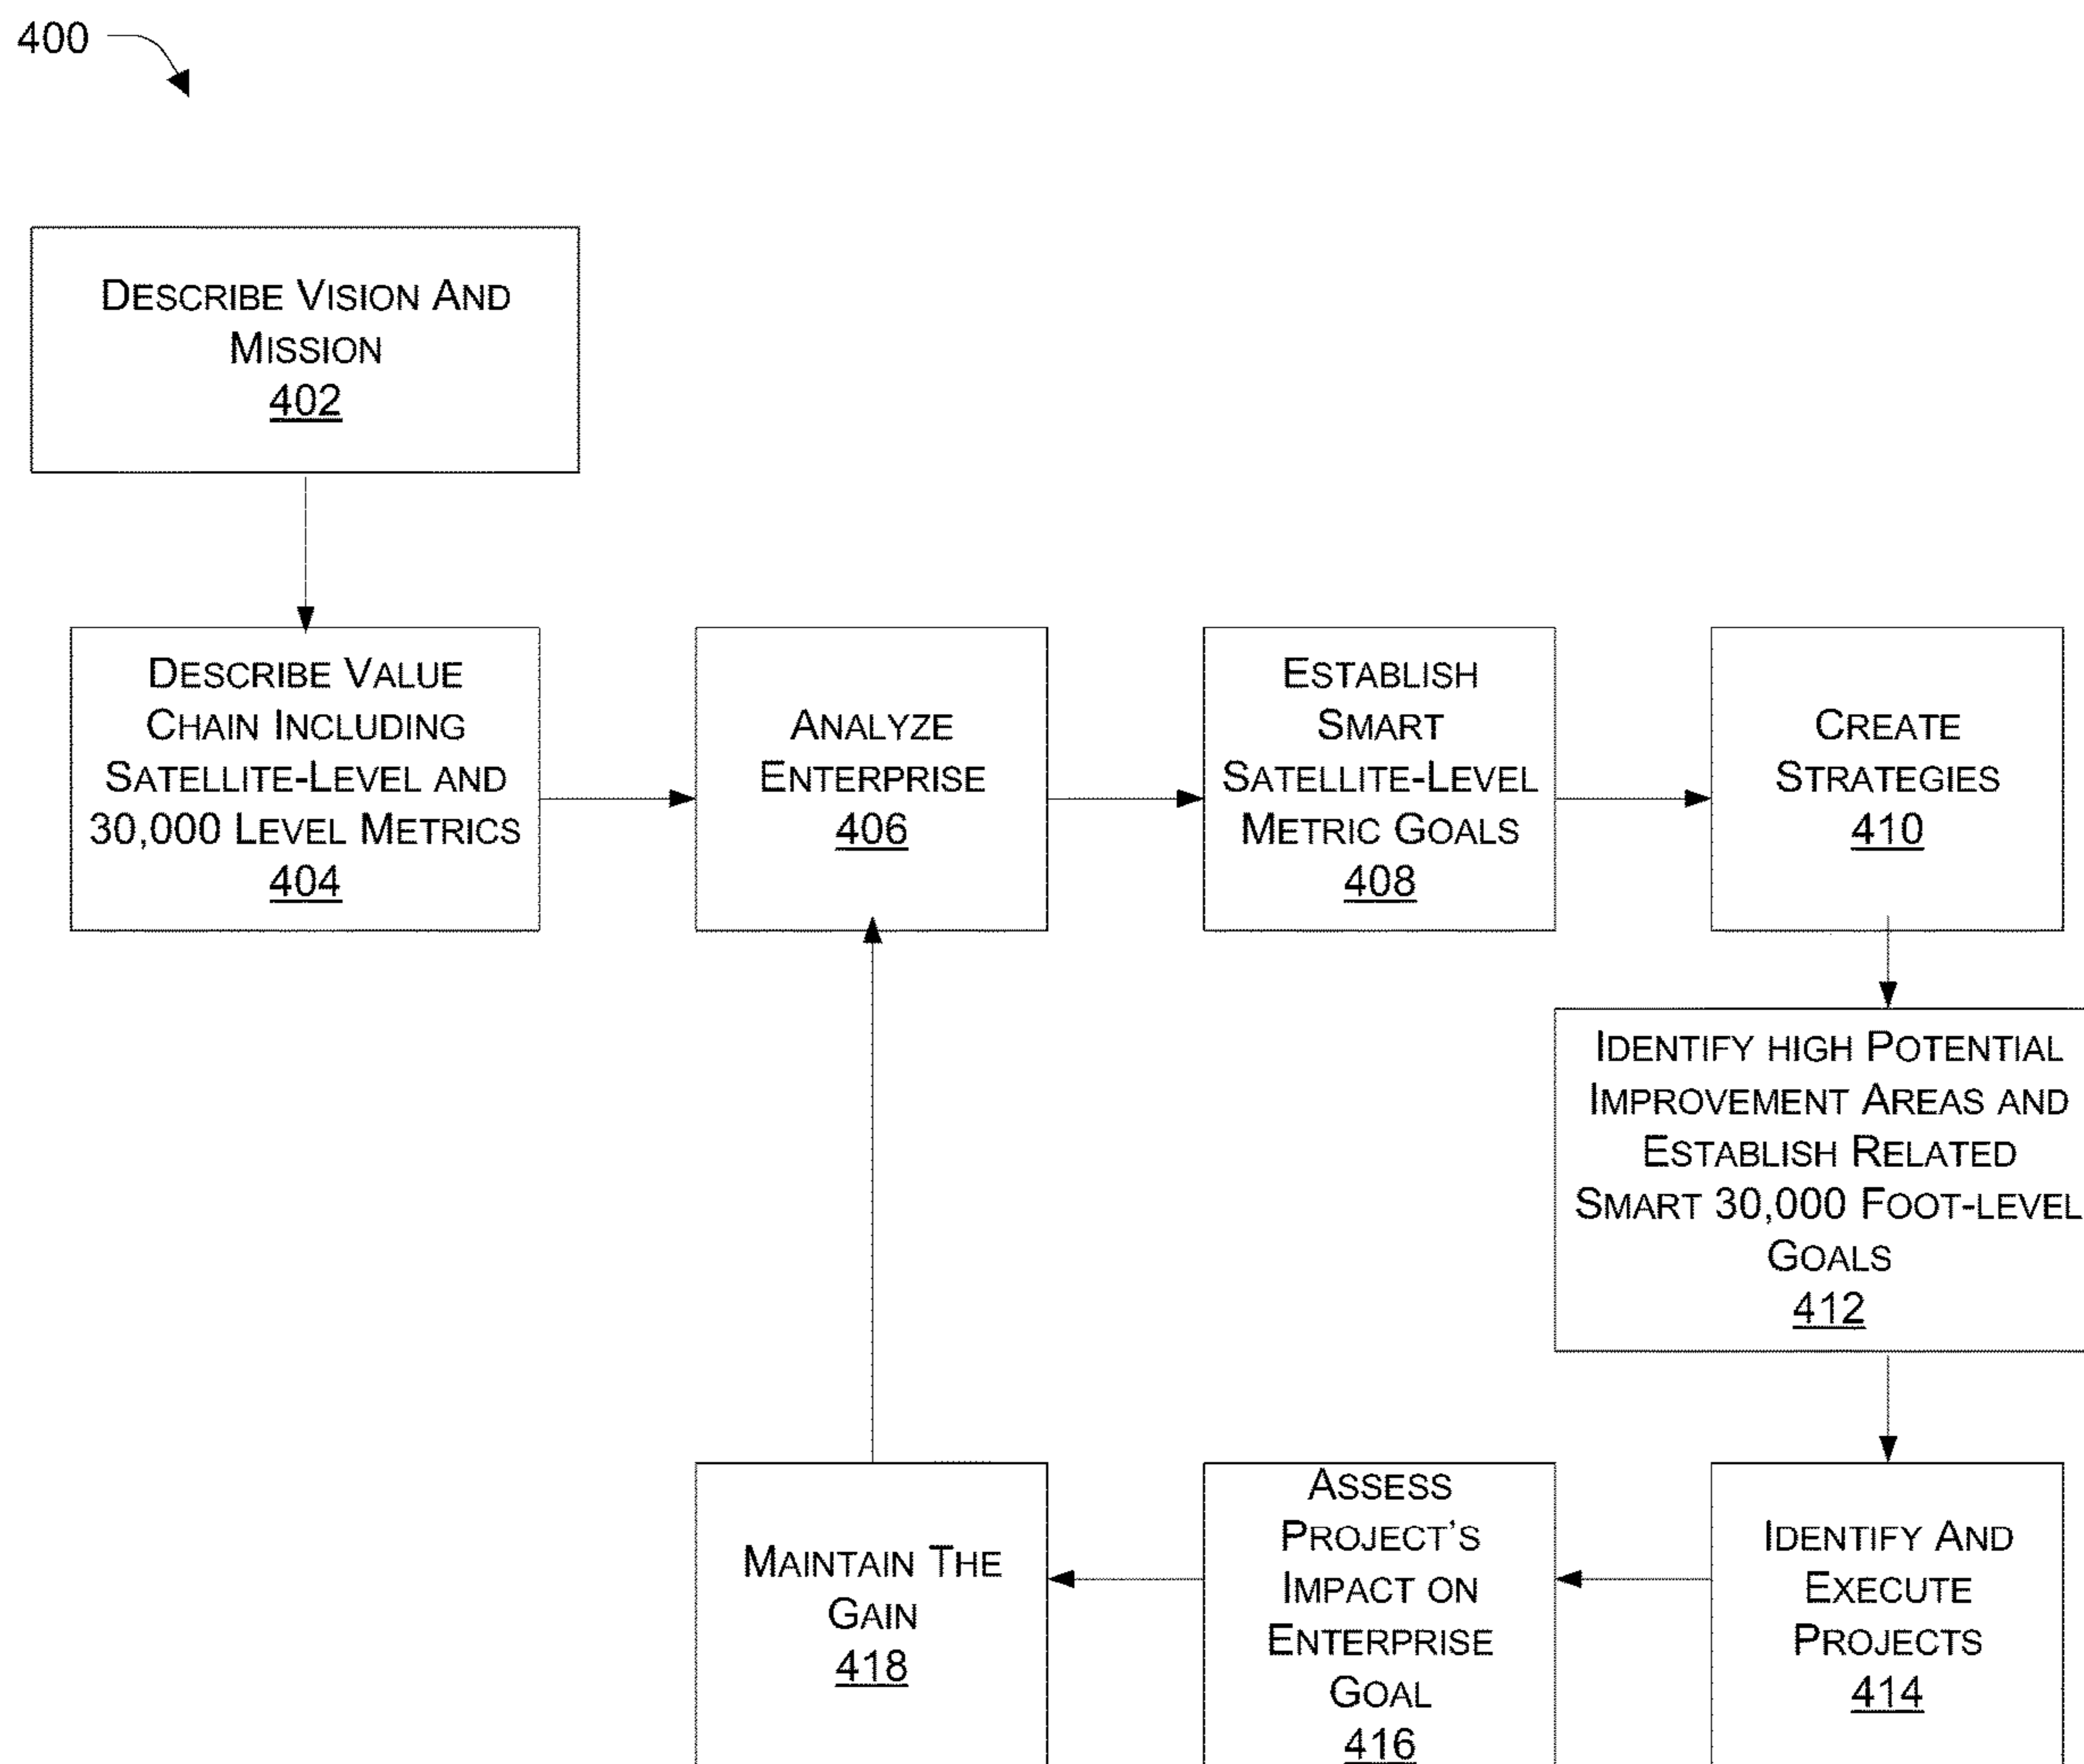 400
DESCRIBE VISION AND
MISSION
402
DESCRIBE VALUE
CHAIN INCLUDING
SATELLITE-LEVEL AND
30,000 LEVEL METRICS
404
ANALYZE
ENTERPRISE
406
ESTABLISH
SMART
SATELLITE-LEVEL
METRIC GOALS
408
CREATE
STRATEGIES
410
IDENTIFY HIGH POTENTIAL
IMPROVEMENT AREAS AND
ESTABLISH RELATED
SMART 30,000 FOOT-LEVEL
GOALS
412
IDENTIFY AND
EXECUTE
PROJECTS
414
ASSESS
PROJECT'S
IMPACT ON
ENTERPRISE
GOAL
416
MAINTAIN THE
GAIN
418